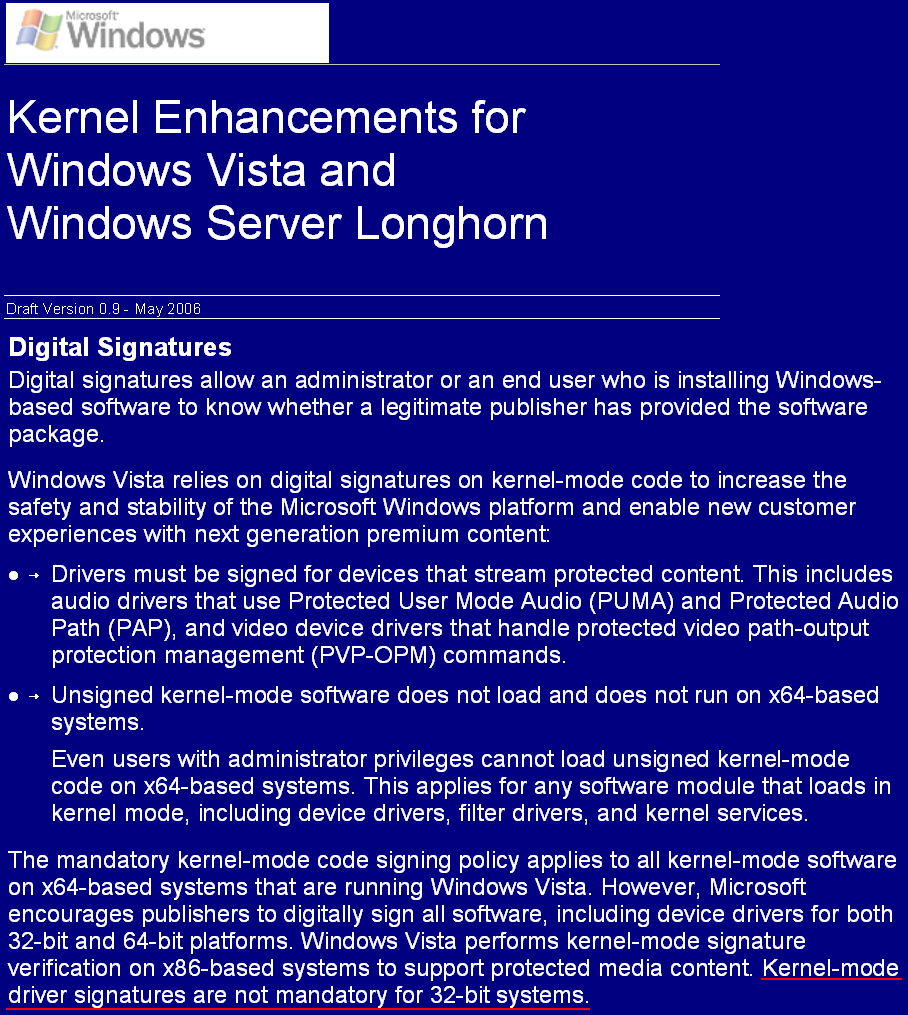 Microsoft®
Windows
Kernel Enhancements for
Windows Vista and
Windows Server Longhorn
Draft Version 0.9 - May 2006
Digital Signatures
Digital signatures allow an administrator or an end user who is installing Windows-
based software to know whether a legitimate publisher has provided the software
package.
Windows Vista relies on digital signatures on kernel-mode code to increase the
safety and stability of the Microsoft Windows platform and enable new customer
experiences with next generation premium content:
● → Drivers must be signed for devices that stream protected content. This includes
audio drivers that use Protected User Mode Audio (PUMA) and Protected Audio
Path (PAP), and video device drivers that handle protected video path-output
protection management (PVP-OPM) commands.
● → Unsigned kernel-mode software does not load and does not run on x64-based
systems.
Even users with administrator privileges cannot load unsigned kernel-mode
code on x64-based systems. This applies for any software module that loads in
kernel mode, including device drivers, filter drivers, and kernel services.
The mandatory kernel-mode code signing policy applies to all kernel-mode software
on x64-based systems that are running Windows Vista. However, Microsoft
encourages publishers to digitally sign all software, including device drivers for both
32-bit and 64-bit platforms. Windows Vista performs kernel-mode signature
verification on x86-based systems to support protected media content. Kernel-mode
driver signatures are not mandatory for 32-bit systems.